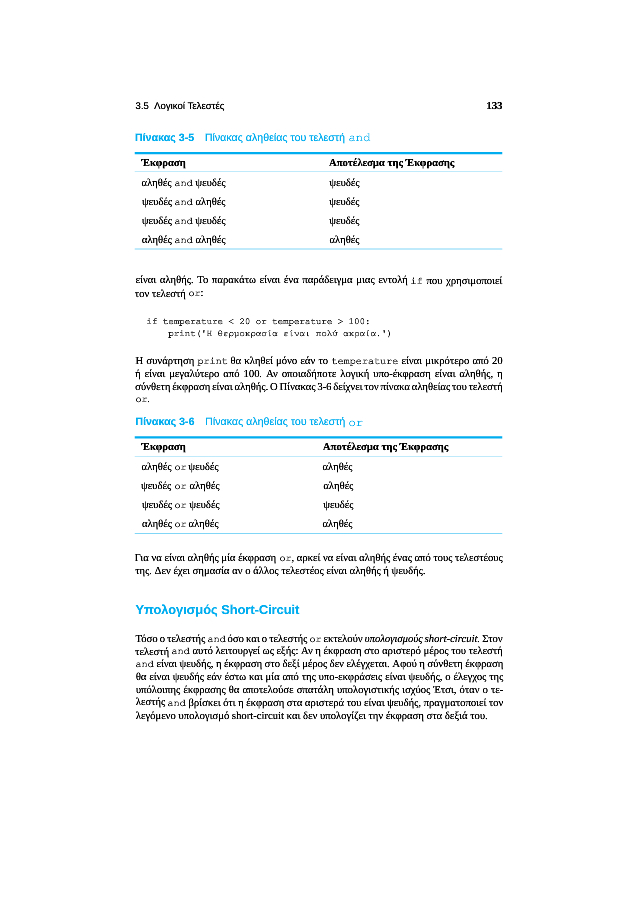 3.5 Λογικοί Τελεστές 133
Πίνακας 3-5 Πίνακας αληθείας του τελεστή and
Έκφραση Αποτέλεσμα της Έκφρασης
αληθές and ψευδές ψευδές
ψευδές and αληθές ψευδές
ψευδές and ψευδές ψευδές
αληθές and αληθές αληθές
είναι αληθής. Το παρακάτω είναι ένα παράδειγμα μιας εντολή if που χρησιμοποιεί
τον τελεστή or:
if temperature < 20 or temperature > 100:
    print('Η θερμοκρασία είναι πολύ ακραία.')
Η συνάρτηση print θα κληθεί μόνο εάν το temperature είναι μικρότερο από 20
ή είναι μεγαλύτερο από 100. Αν οποιαδήποτε λογική υπο-έκφραση είναι αληθής, η
σύνθετη έκφραση είναι αληθής. Ο Πίνακας 3-6 δείχνει τον πίνακα αληθείας του τελεστή
or.
Πίνακας 3-6 Πίνακας αληθείας του τελεστή or
Έκφραση Αποτέλεσμα της Έκφρασης
αληθές or ψευδές αληθές
ψευδές or αληθές αληθές
ψευδές or ψευδές ψευδές
αληθές or αληθές αληθές
Για να είναι αληθής μία έκφραση or, αρκεί να είναι αληθής ένας από τους τελεστέους
της. Δεν έχει σημασία αν ο άλλος τελεστέος είναι αληθής ή ψευδής.
Υπολογισμός Short-Circuit
Τόσο ο τελεστής and όσο και ο τελεστής or εκτελούν υπολογισμούς short-circuit. Στον
τελεστή and αυτό λειτουργεί ως εξής: Αν η έκφραση στο αριστερό μέρος του τελεστή
and είναι ψευδής, η έκφραση στο δεξί μέρος δεν ελέγχεται. Αφού η σύνθετη έκφραση
θα είναι ψευδής εάν έστω και μία από της υπο-εκφράσεις είναι ψευδής, ο έλεγχος της
υπόλοιπης έκφρασης θα αποτελούσε σπατάλη υπολογιστικής ισχύος Έτσι, όταν ο τε-
λεστής and βρίσκει ότι η έκφραση στα αριστερά του είναι ψευδής, πραγματοποιεί τον
λεγόμενο υπολογισμό short-circuit και δεν υπολογίζει την έκφραση στα δεξιά του.